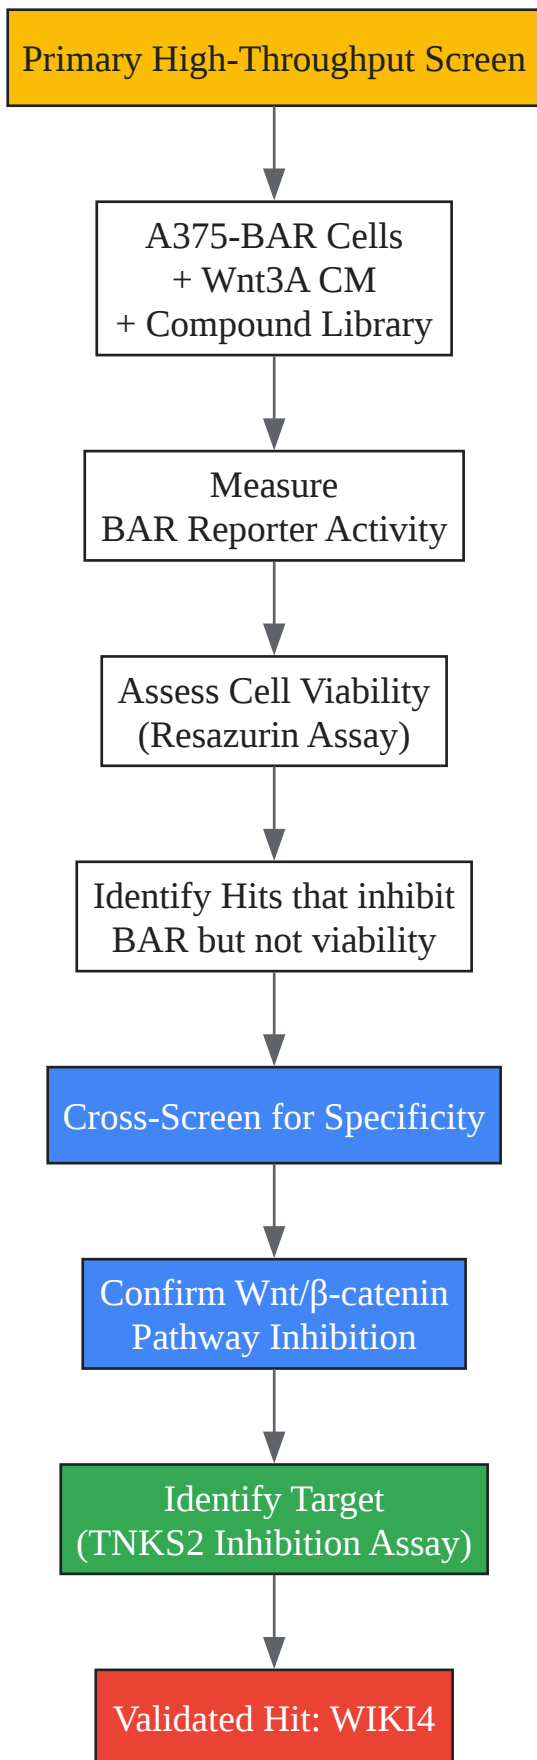 Primary High-Throughput Screen
A375-BAR Cells
+ Wnt3A CM
+ Compound Library
Measure
BAR Reporter Activity
Assess Cell Viability
(Resazurin Assay)
Identify Hits that inhibit
BAR but not viability
Cross-Screen for Specificity
Confirm Wnt/β-catenin
Pathway Inhibition
Identify Target
(TNKS2 Inhibition Assay)
Validated Hit: WIKI4